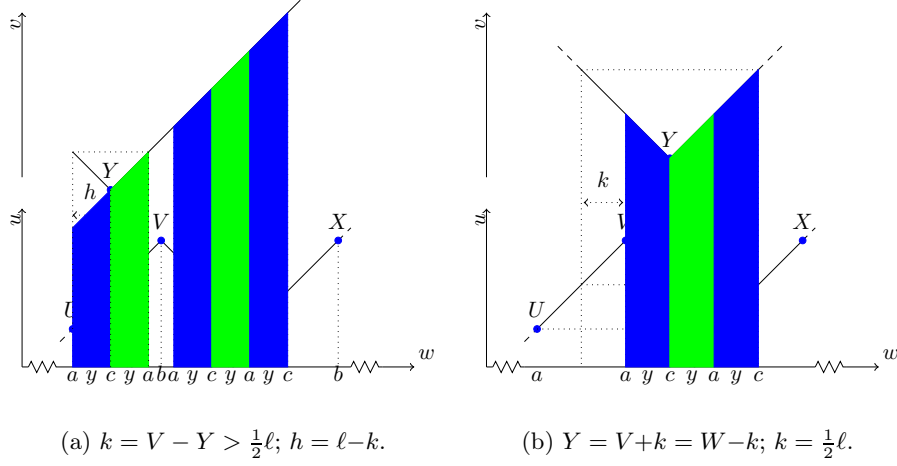 v
v
Y
Y
h
k
u
V
X
u
V
X
U
U
w
w
a y c y a b a y c y a y c b
a a y c y a y c
(a) k = V − Y > ½ℓ; h = ℓ−k.
(b) Y = V+k = W−k; k = ½ℓ.